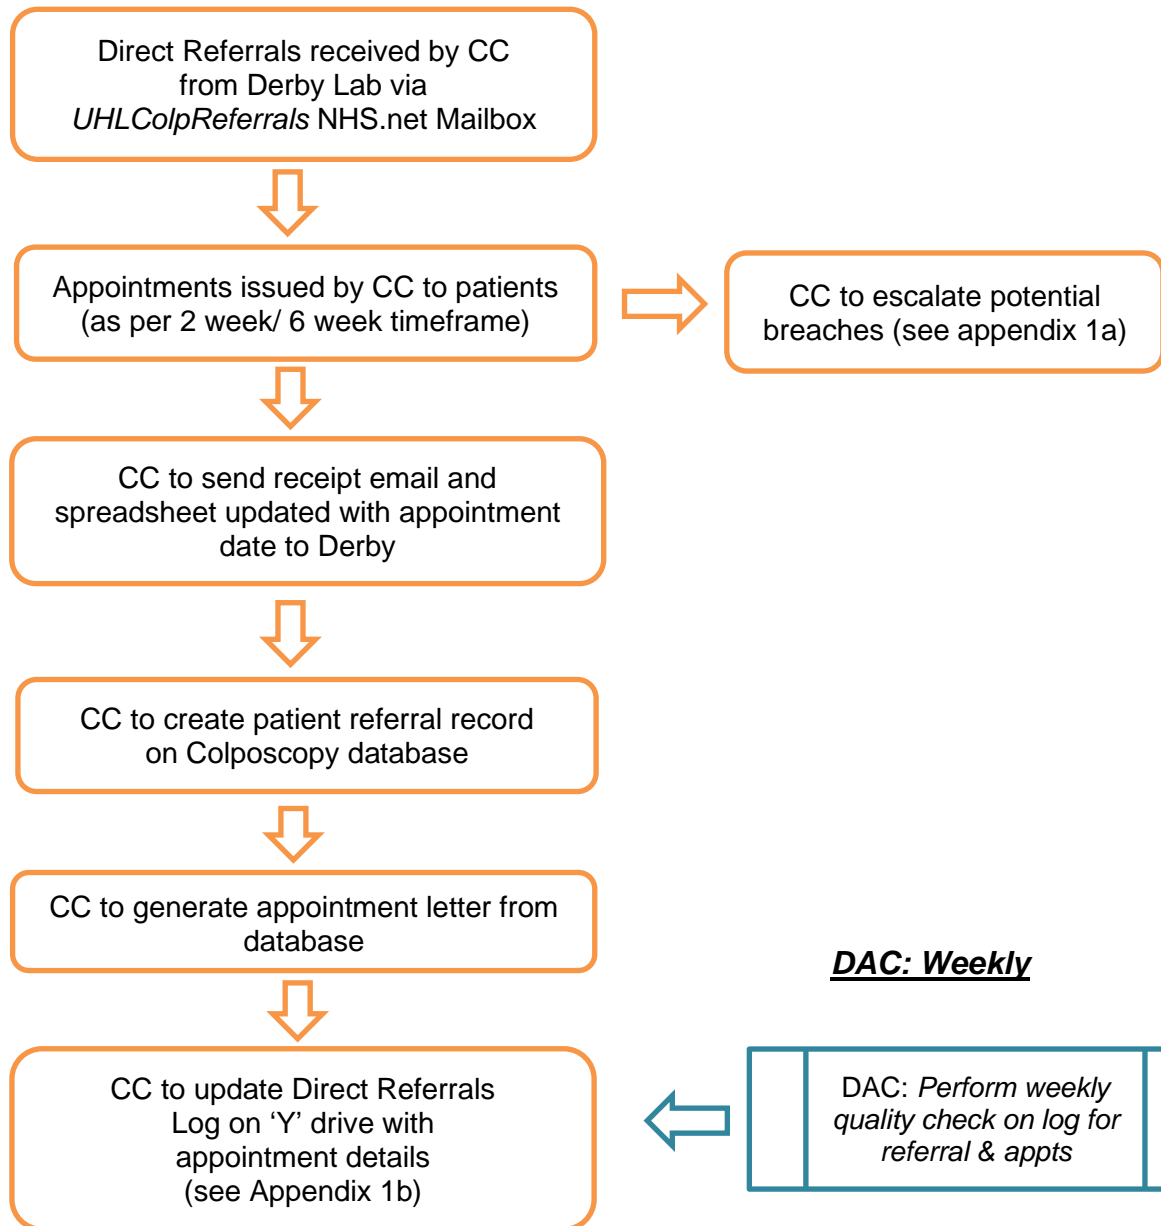 Direct Referrals received by CC
from Derby Lab via
UHLColpReferrals NHS.net Mailbox
Appointments issued by CC to patients
(as per 2 week/ 6 week timeframe)
CC to escalate potential
breaches (see appendix 1a)
CC to send receipt email and
spreadsheet updated with appointment
date to Derby
CC to create patient referral record
on Colposcopy database
CC to generate appointment letter from
database
DAC: Weekly
CC to update Direct Referrals
Log on ‘Y’ drive with
appointment details
(see Appendix 1b)
DAC: Perform weekly
quality check on log for
referral & appts